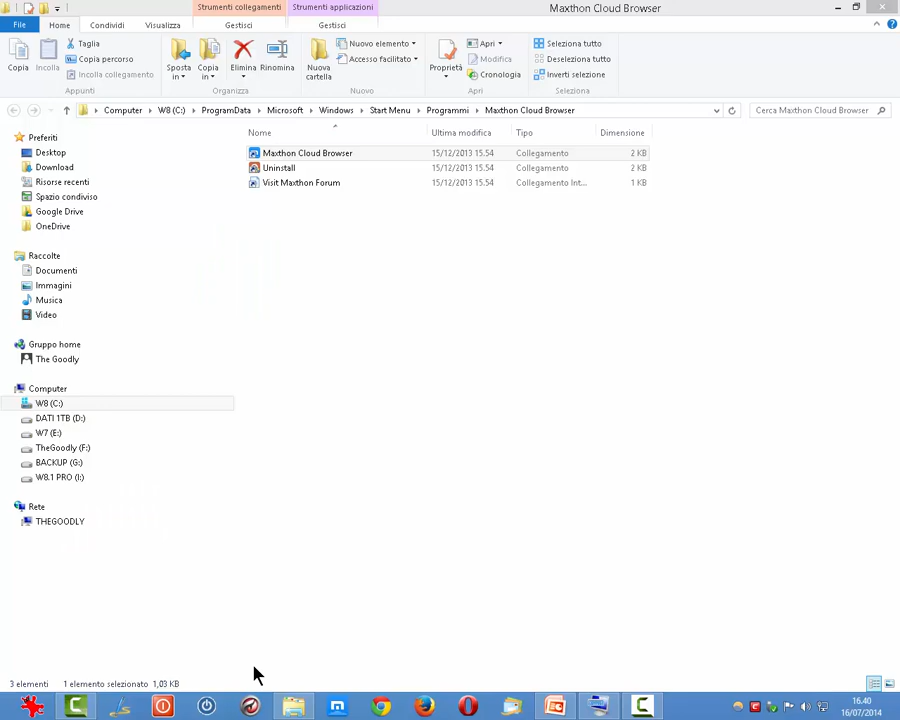 Strumenti collegamenti Strumenti applicazioni Maxthon Cloud Browser
File Home Condividi Visualizza Gestisci Gestisci
Copia Incolla Taglia Copia percorso Incolla collegamento
Appunti
Sposta in Copia in Elimina Rinomina
Organizza
Nuova cartella Nuovo elemento Accesso facilitato
Nuovo
Proprietà Apri Modifica Cronologia
Apri
Seleziona tutto Deseleziona tutto Inverti selezione
Selezione
Computer W8 (C:) ProgramData Microsoft Windows Start Menu Programmi Maxthon Cloud Browser Cerca Maxthon Cloud Browser
Nome Ultima modifica Tipo Dimensione
Maxthon Cloud Browser 15/12/2013 15.54 Collegamento 2 KB
Uninstall 15/12/2013 15.54 Collegamento 2 KB
Visit Maxthon Forum 15/12/2013 15.54 Collegamento Int... 1 KB
Preferiti
Desktop
Download
Risorse recenti
Spazio condiviso
Google Drive
OneDrive
Raccolte
Documenti
Immagini
Musica
Video
Gruppo home
The Goodly
Computer
W8 (C:)
DATI 1TB (D:)
W7 (E:)
TheGoodly (F:)
BACKUP (G:)
W8.1 PRO (I:)
Rete
THEGOODLY
3 elementi 1 elemento selezionato 1,03 KB
16.40
16/07/2014